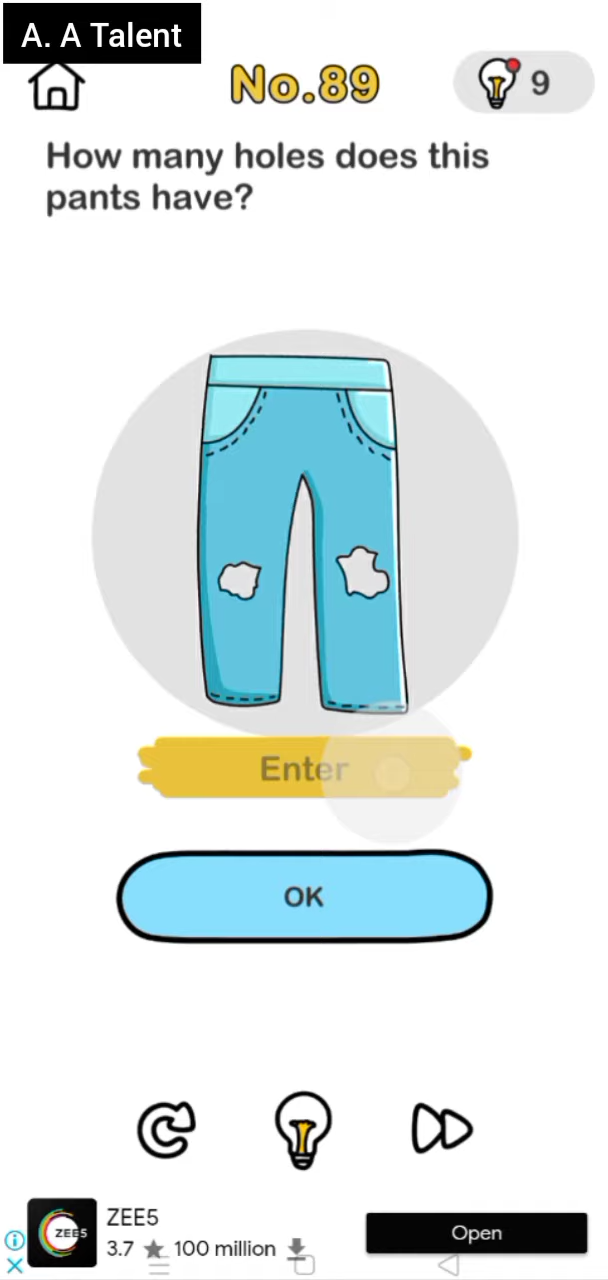 A. A Talent
No.89
9
How many holes does this
pants have?
Enter
OK
ZEE5
ZEE5
3.7 ★ 100 million
Open